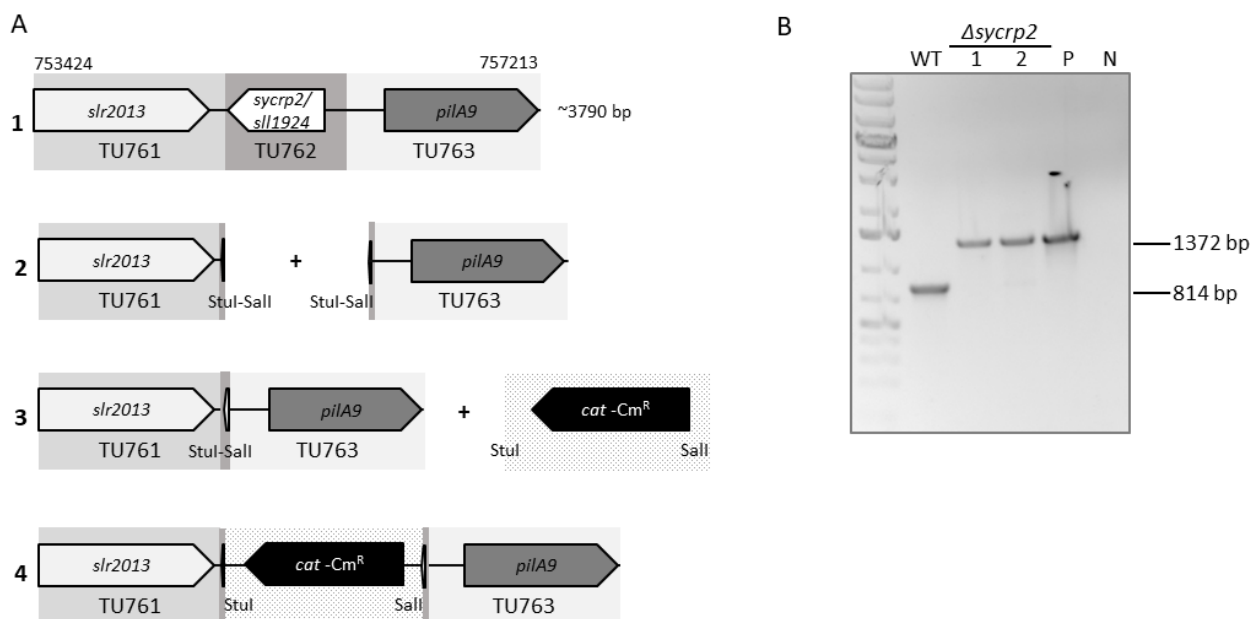 A
753424 757213
1 slr2013 sycrp2/ sll1924 pilA9 ~3790 bp
TU761 TU762 TU763
2 slr2013 + pilA9
TU761 StuI-SalI StuI-SalI TU763
3 slr2013 pilA9 + cat -CmR
TU761 StuI-SalI TU763 StuI SalI
4 slr2013 cat -CmR pilA9
TU761 StuI SalI TU763
B
Δsycrp2
WT 1 2 P N
1372 bp
814 bp